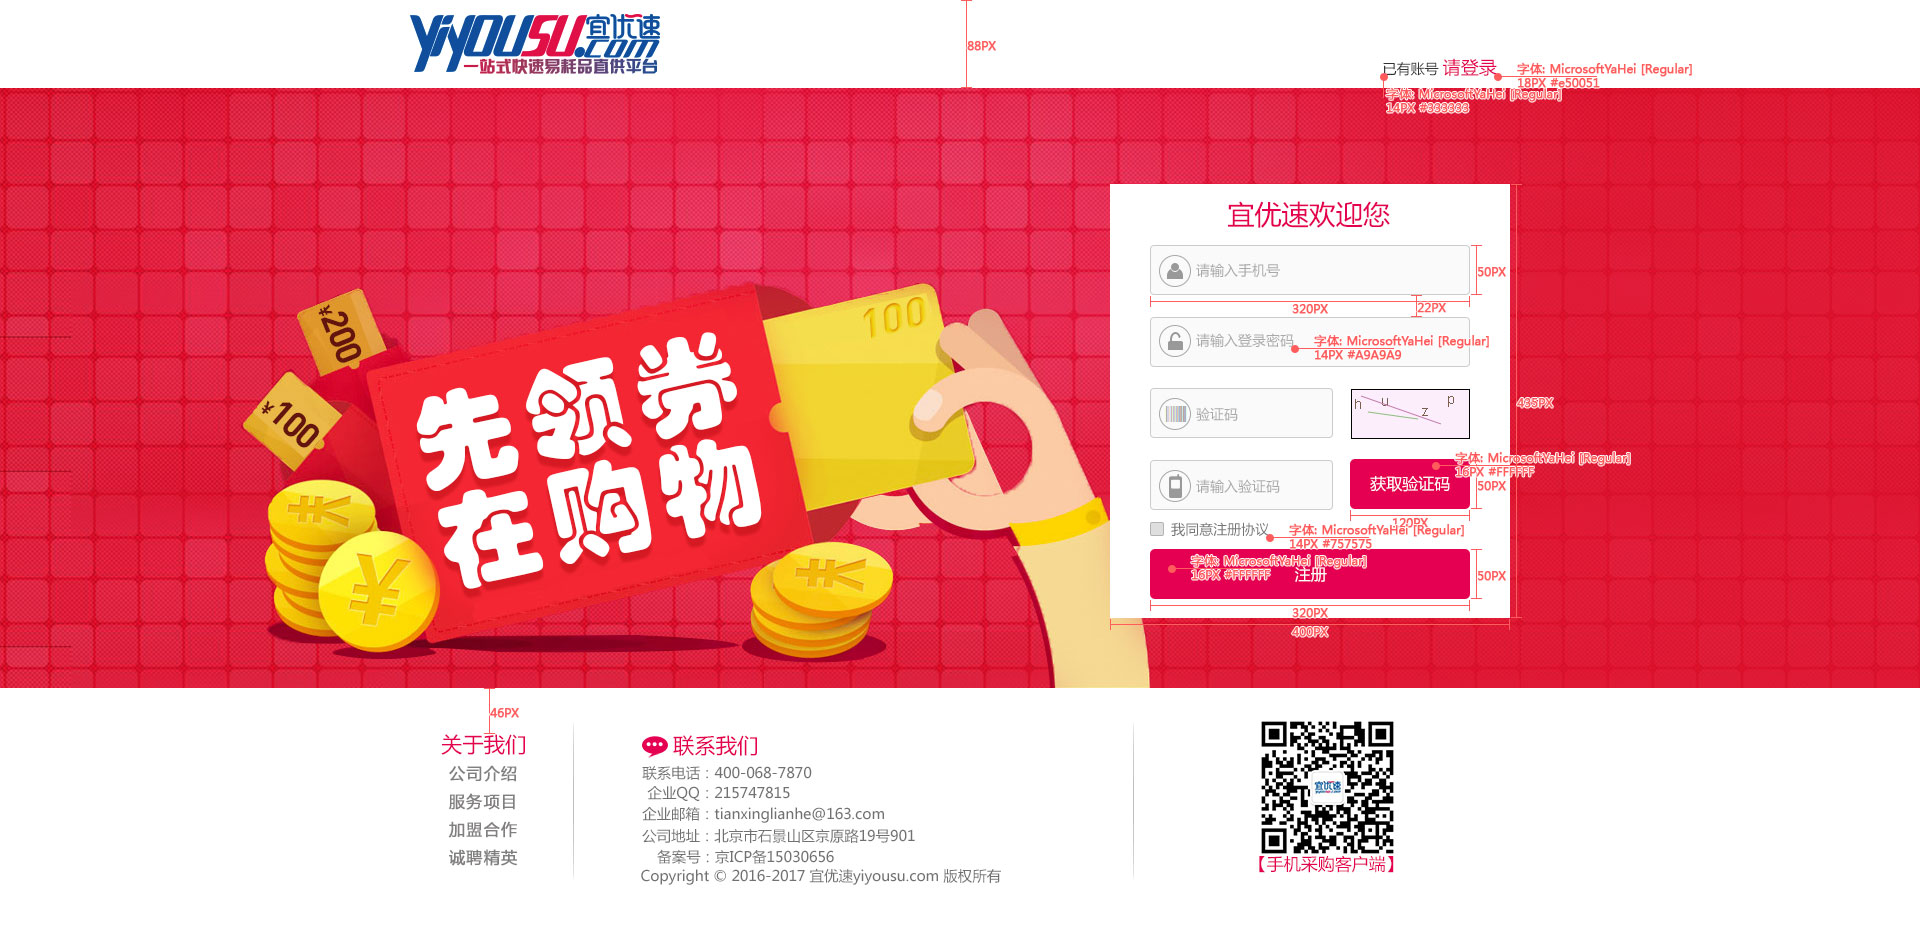 YiYOUSU.com 宜优速
一站式快速易耗品直供平台
88PX
已有账号 请登录
字体: MicrosoftYaHei [Regular]
18PX #e50051
字体: MicrosoftYaHei [Regular]
14PX #333333
宜优速欢迎您
请输入手机号
50PX
320PX
22PX
请输入登录密码
字体: MicrosoftYaHei [Regular]
14PX #A9A9A9
验证码
h u z p
435PX
请输入验证码
获取验证码
字体: MicrosoftYaHei [Regular]
16PX #FFFFFF
50PX
120PX
我同意注册协议
字体: MicrosoftYaHei [Regular]
14PX #757575
字体: MicrosoftYaHei [Regular]
16PX #FFFFFF
注册
50PX
320PX
400PX
¥200
¥100
100
先领券
在购物
¥
¥
¥
46PX
关于我们
公司介绍
服务项目
加盟合作
诚聘精英
联系我们
联系电话：400-068-7870
企业QQ：215747815
企业邮箱：tianxinglianhe@163.com
公司地址：北京市石景山区京原路19号901
备案号：京ICP备15030656
Copyright © 2016-2017 宜优速yiyousu.com 版权所有
宜优速
【手机采购客户端】